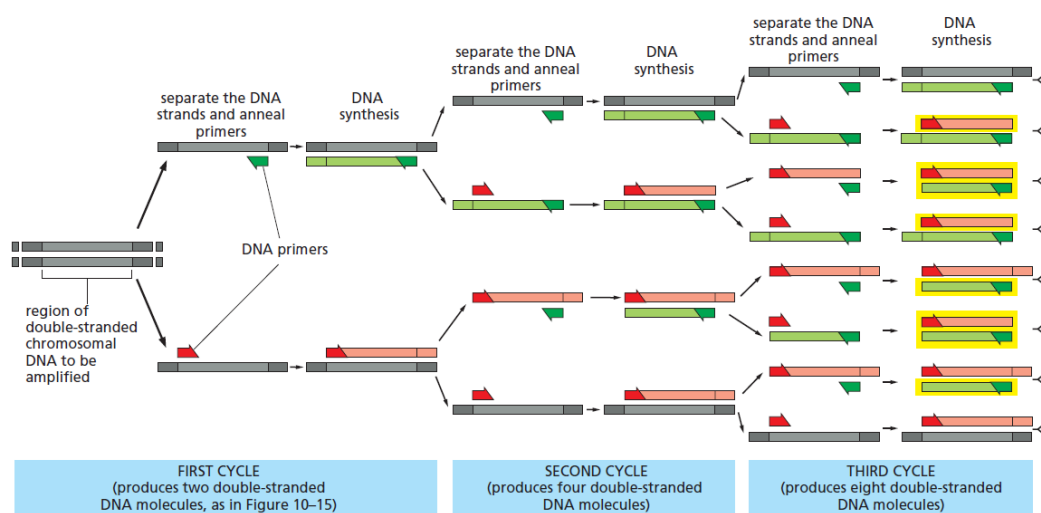 separate the DNA
strands and anneal
primers
DNA
synthesis
separate the DNA
strands and anneal
primers
DNA
synthesis
separate the DNA
strands and anneal
primers
DNA
synthesis
DNA primers
region of
double-stranded
chromosomal
DNA to be
amplified
FIRST CYCLE
(produces two double-stranded
DNA molecules, as in Figure 10–15)
SECOND CYCLE
(produces four double-stranded
DNA molecules)
THIRD CYCLE
(produces eight double-stranded
DNA molecules)